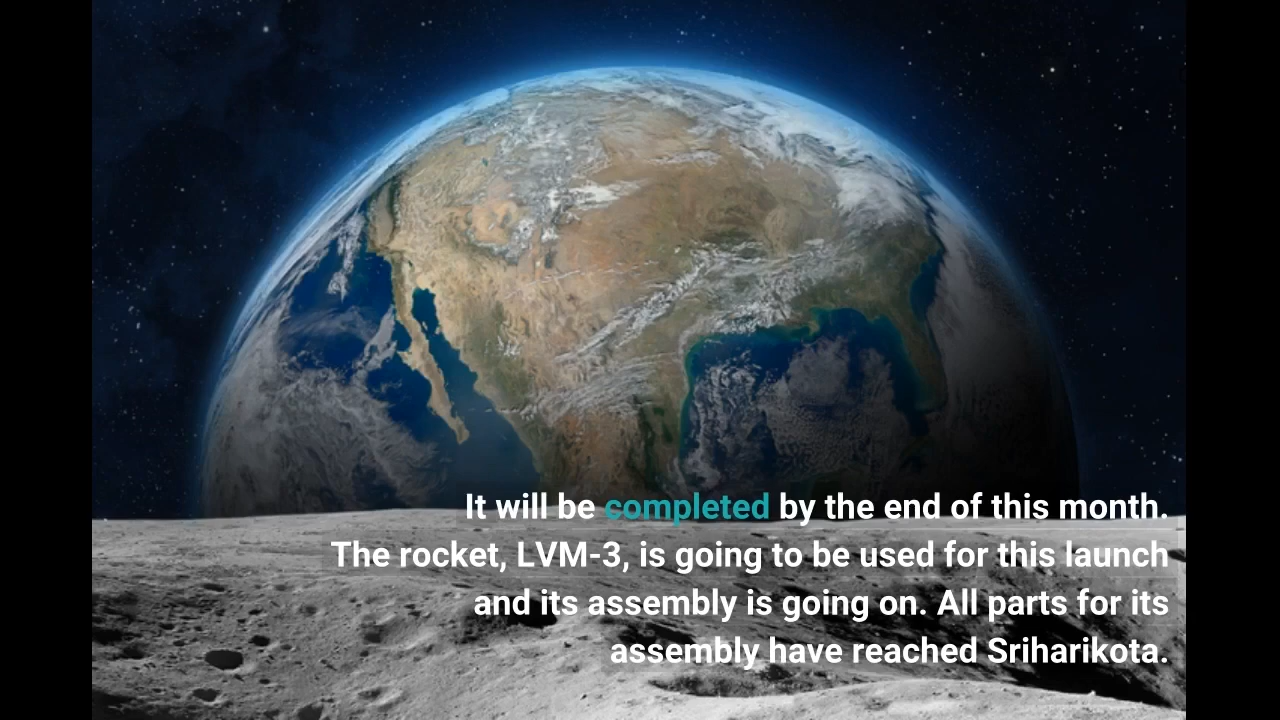 It will be completed by the end of this month.
The rocket, LVM-3, is going to be used for this launch
and its assembly is going on. All parts for its
assembly have reached Sriharikota.